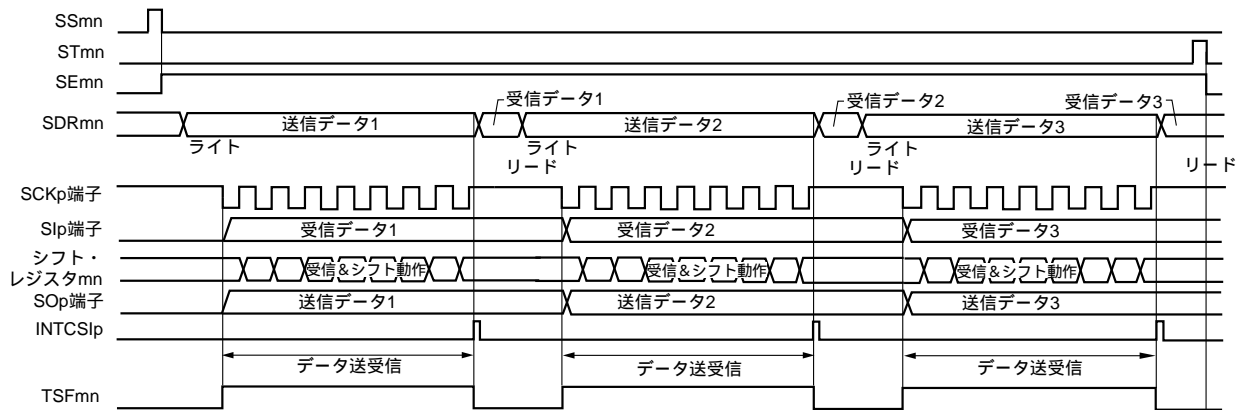 SSmn
STmn
SEmn
受信データ1
受信データ2
受信データ3
SDRmn
送信データ1
送信データ2
送信データ3
ライト
ライト
ライト
リード
リード
リード
SCKp端子
SIp端子
受信データ1
受信データ2
受信データ3
シフト・
レジスタmn
受信&シフト動作
受信&シフト動作
受信&シフト動作
SOp端子
送信データ1
送信データ2
送信データ3
INTCSIp
データ送受信
データ送受信
データ送受信
TSFmn